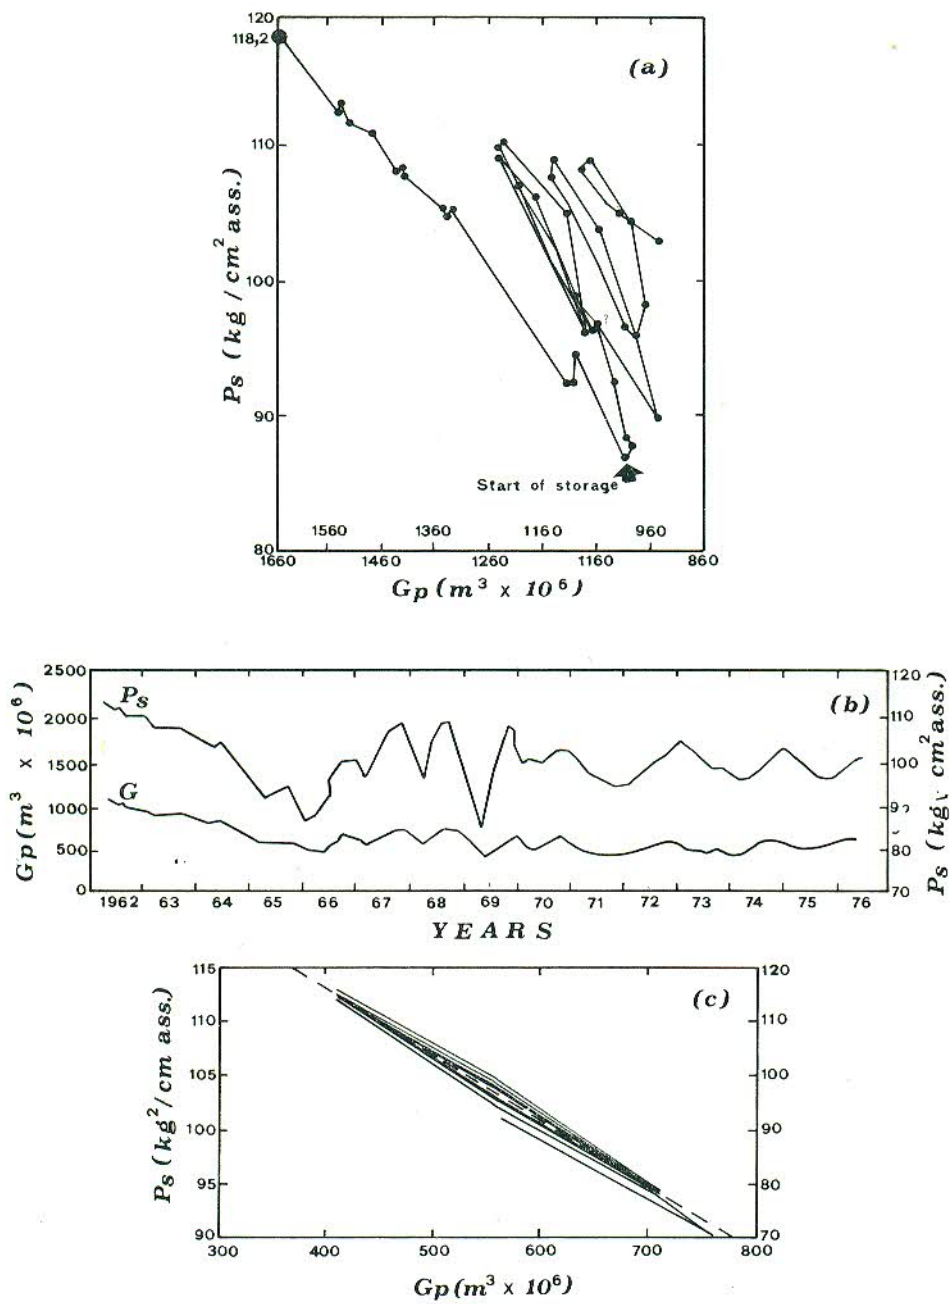 120
118,2
(a)
110
100
90
80
Ps (kg/cm² ass.)
?
Start of storage
1560 1360 1160 960
1660 1460 1260 1160 860
Gp (m³ x 10⁶)
2500 120
Ps (b)
2000 110
1500 100
G
1000
500 80
0 70
Gp (m³ x 10⁶)
cm² ass.)
1962 63 64 65 66 67 68 69 70 71 72 73 74 75 76
YEARS
115 120
(c)
110 110
105 100
100 90
95 80
90 70
Ps (kg²/cm ass.)
300 400 500 600 700 800
Gp (m³ x 10⁶)